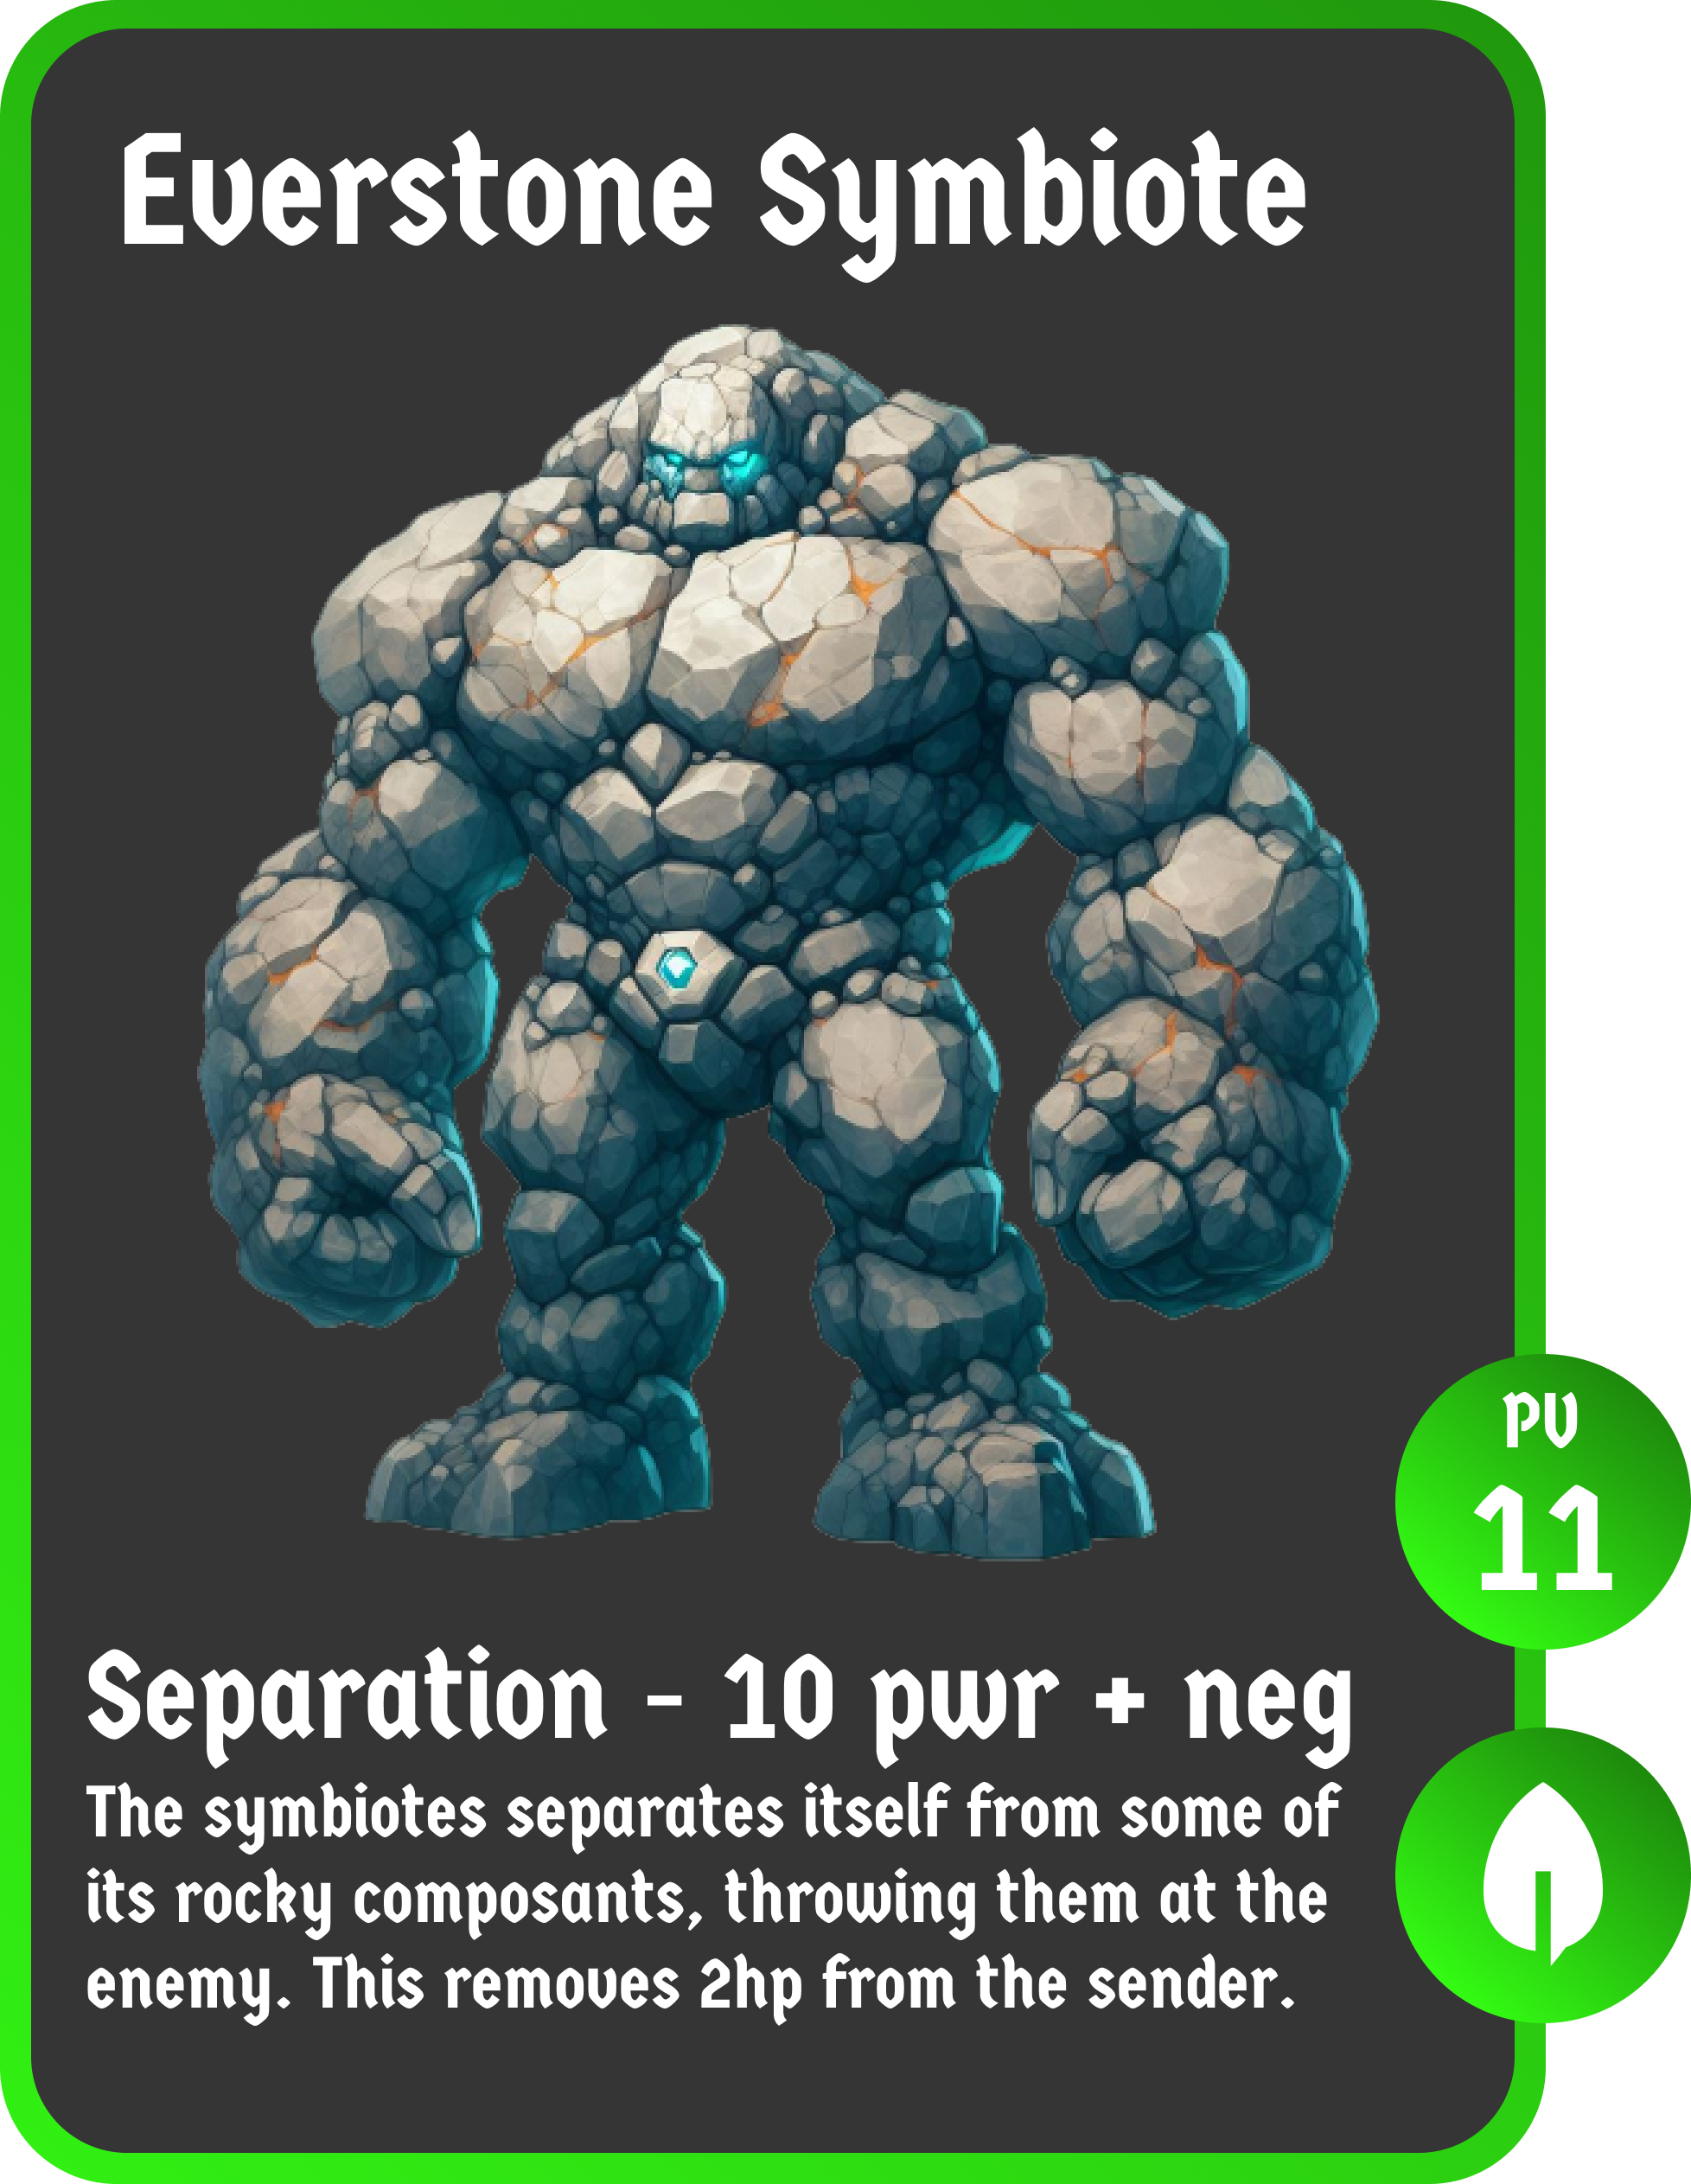 Everstone Symbiote
PV
11
Separation - 10 pwr + neg
The symbiotes separates itself from some of
its rocky composants, throwing them at the
enemy. This removes 2hp from the sender.